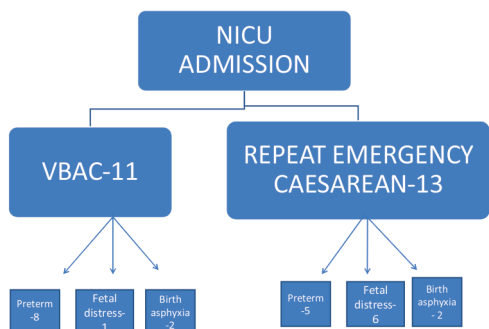 NICU
ADMISSION
VBAC-11
REPEAT EMERGENCY
CAESAREAN-13
Preterm
-8
Fetal
distress-
1
Birth
asphyxia
-2
Preterm
-5
Fetal
distress-
6
Birth
asphyxia
- 2